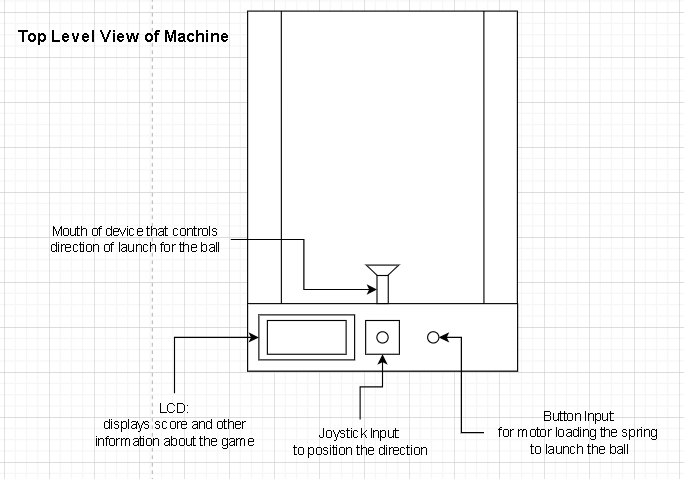 Top Level View of Machine
Mouth of device that controls
direction of launch for the ball
LCD:
displays score and other
information about the game
Joystick Input:
to position the direction
Button Input:
for motor loading the spring
to launch the ball